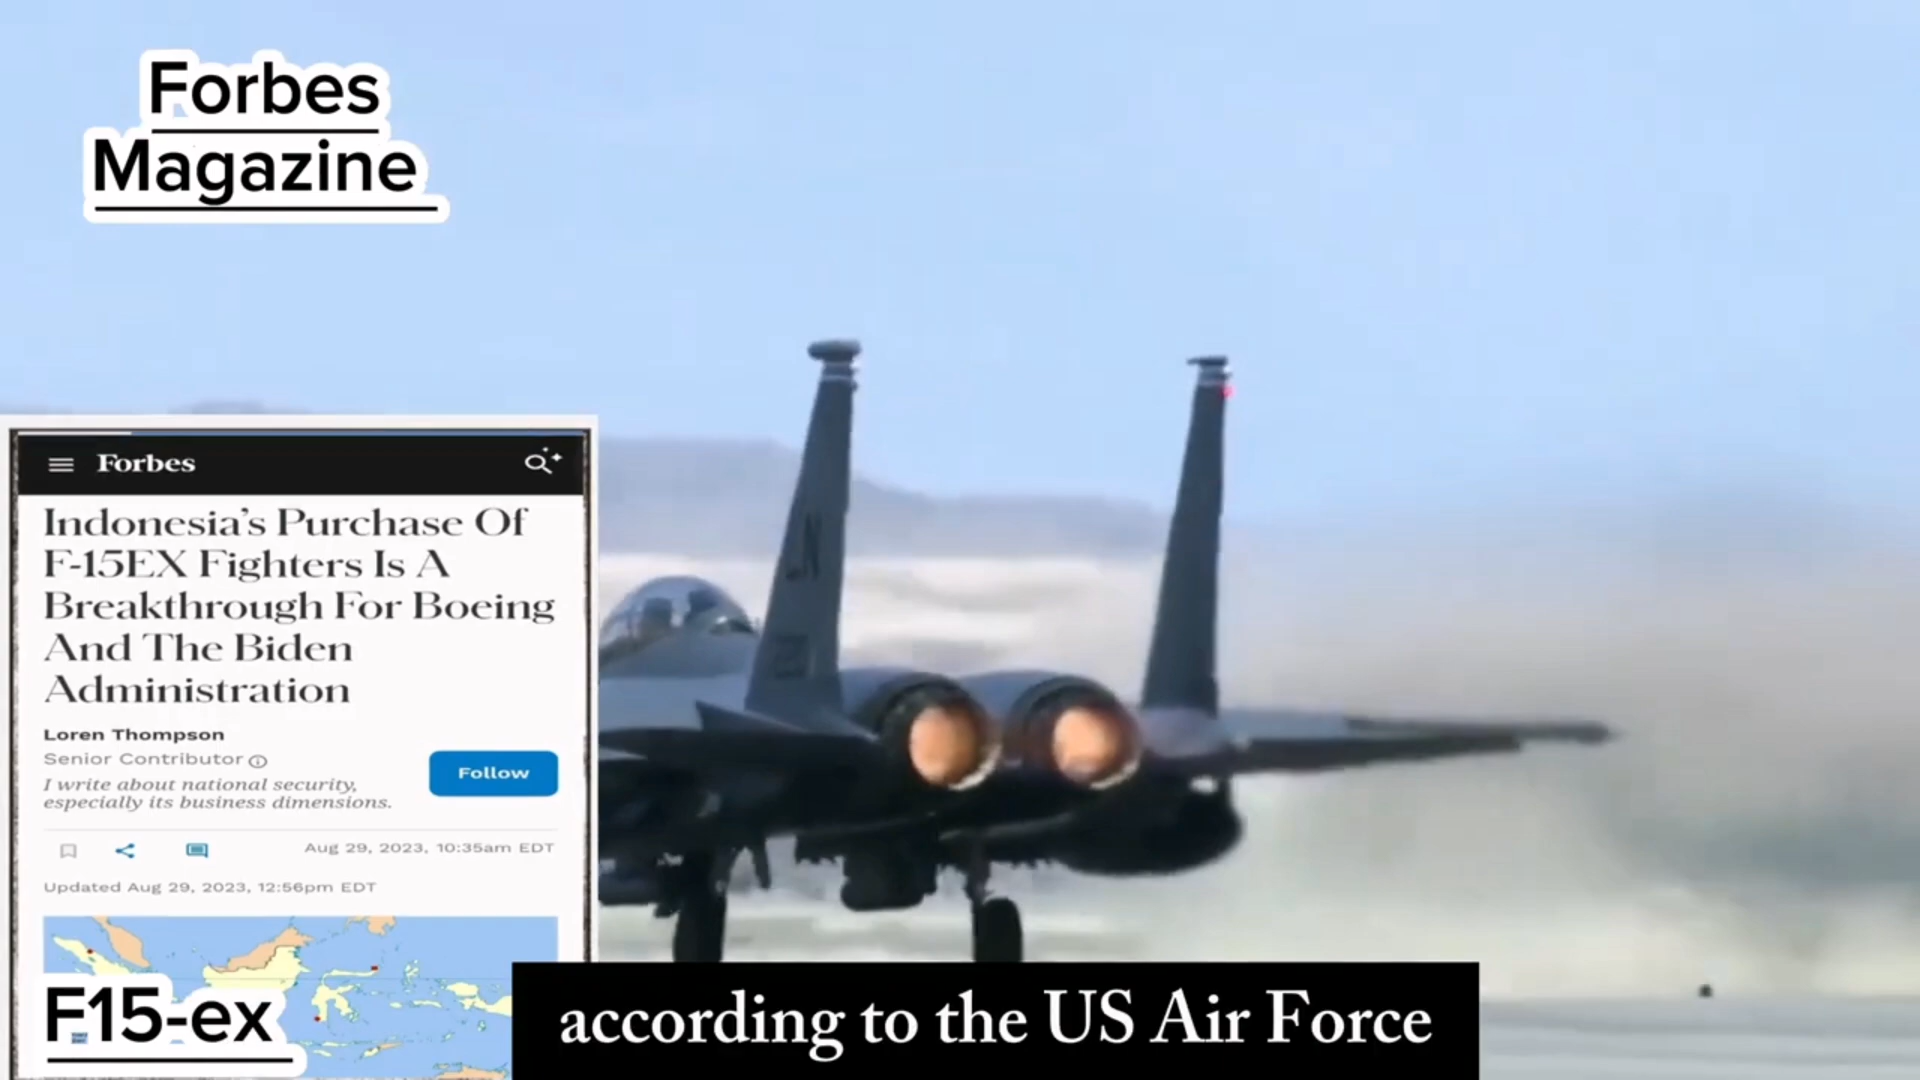 Forbes
Magazine
Forbes
Indonesia's Purchase Of
F-15EX Fighters Is A
Breakthrough For Boeing
And The Biden
Administration
Loren Thompson
Senior Contributor
I write about national security,
especially its business dimensions.
Follow
Aug 29, 2023, 10:35am EDT
Updated Aug 29, 2023, 12:56pm EDT
LN
F15-ex
according to the US Air Force